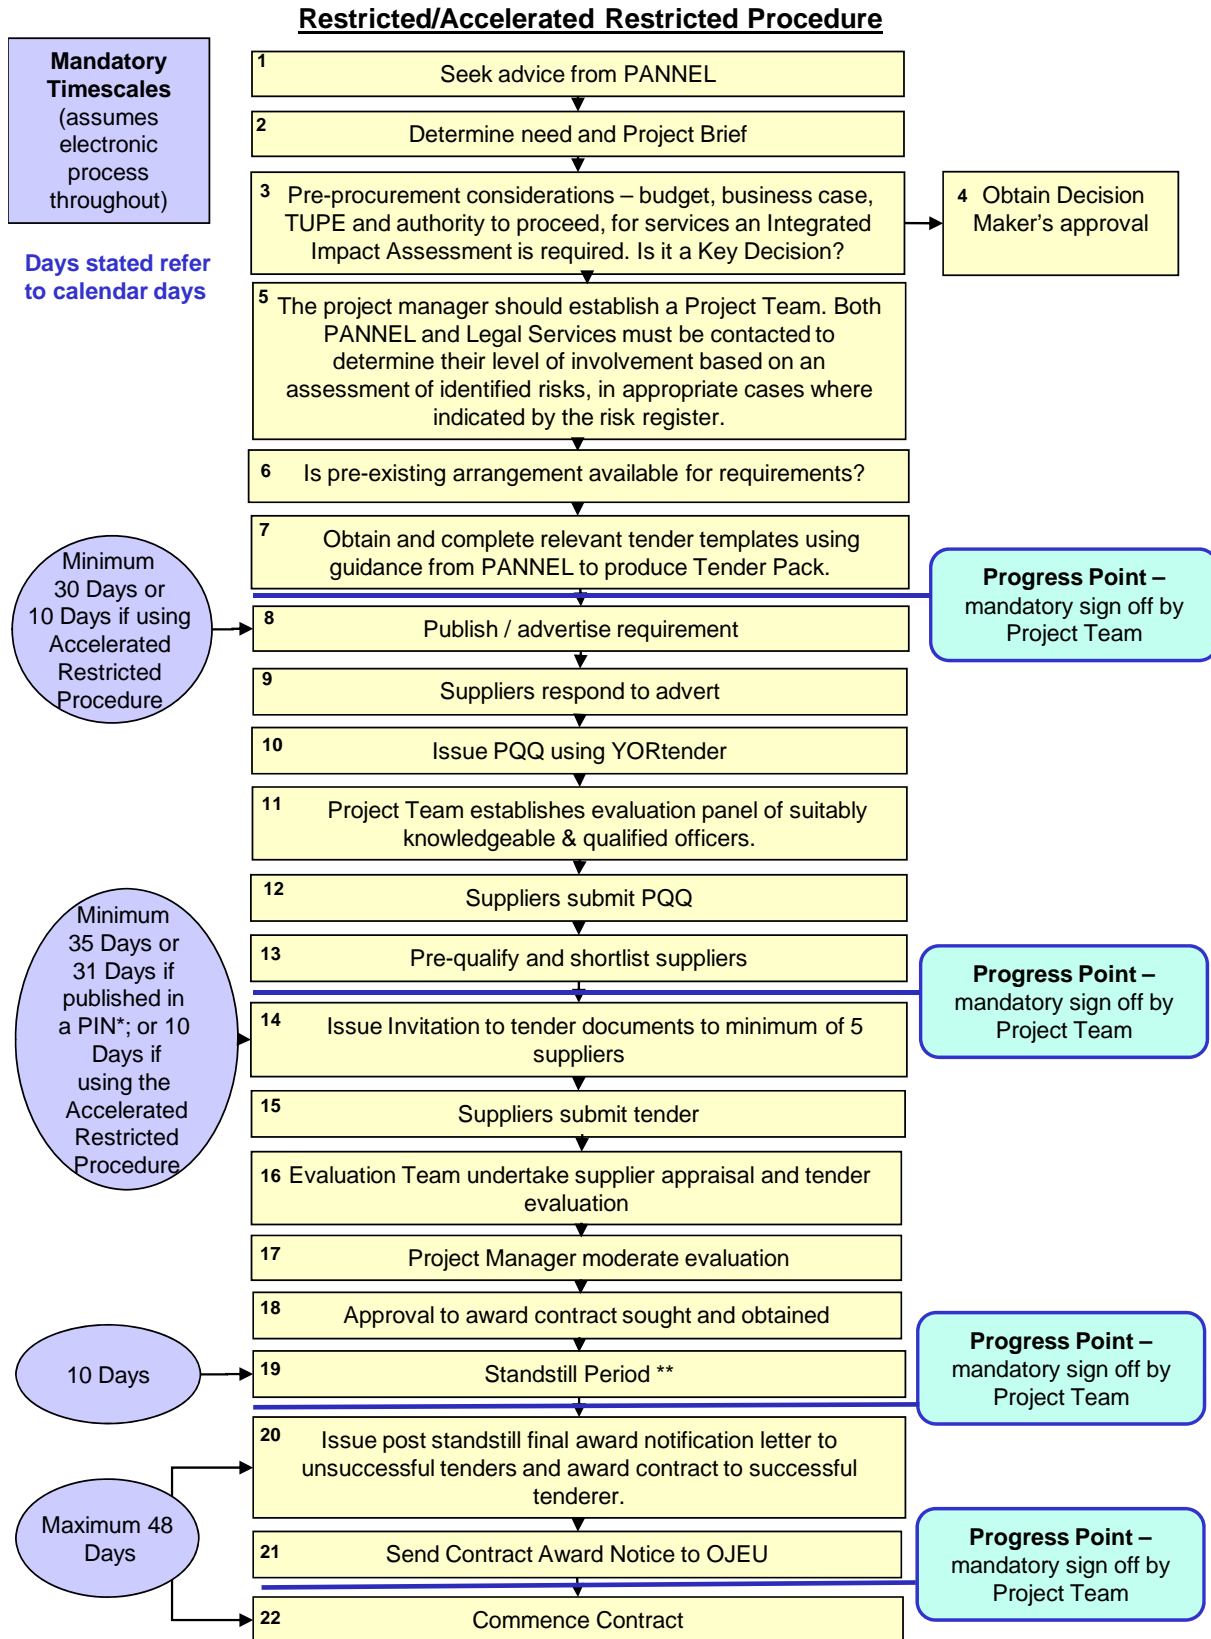 Restricted/Accelerated Restricted Procedure
Mandatory
Timescales
(assumes
electronic
process
throughout)
Days stated refer
to calendar days
1
Seek advice from PANNEL
2
Determine need and Project Brief
3
Pre-procurement considerations – budget, business case,
TUPE and authority to proceed, for services an Integrated
Impact Assessment is required. Is it a Key Decision?
4
Obtain Decision
Maker's approval
5
The project manager should establish a Project Team. Both
PANNEL and Legal Services must be contacted to
determine their level of involvement based on an
assessment of identified risks, in appropriate cases where
indicated by the risk register.
6
Is pre-existing arrangement available for requirements?
7
Obtain and complete relevant tender templates using
guidance from PANNEL to produce Tender Pack.
Progress Point –
mandatory sign off by
Project Team
Minimum
30 Days or
10 Days if using
Accelerated
Restricted
Procedure
8
Publish / advertise requirement
9
Suppliers respond to advert
10
Issue PQQ using YORtender
11
Project Team establishes evaluation panel of suitably
knowledgeable & qualified officers.
12
Suppliers submit PQQ
13
Pre-qualify and shortlist suppliers
Progress Point –
mandatory sign off by
Project Team
Minimum
35 Days or
31 Days if
published in
a PIN*; or 10
Days if
using the
Accelerated
Restricted
Procedure
14
Issue Invitation to tender documents to minimum of 5
suppliers
15
Suppliers submit tender
16
Evaluation Team undertake supplier appraisal and tender
evaluation
17
Project Manager moderate evaluation
18
Approval to award contract sought and obtained
10 Days
19
Standstill Period **
Progress Point –
mandatory sign off by
Project Team
20
Issue post standstill final award notification letter to
unsuccessful tenders and award contract to successful
tenderer.
Maximum 48
Days
21
Send Contract Award Notice to OJEU
Progress Point –
mandatory sign off by
Project Team
22
Commence Contract